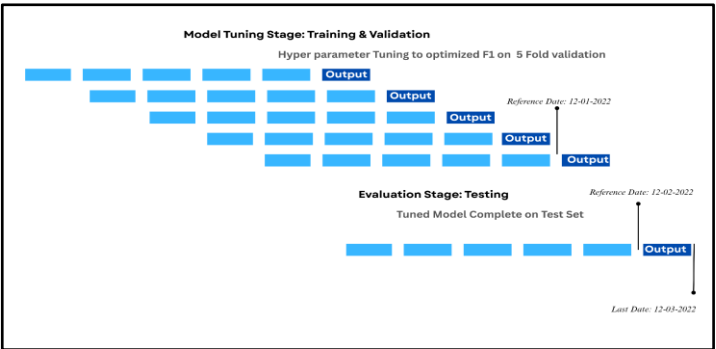 Model Tuning Stage: Training & Validation
Hyper parameter Tuning to optimized F1 on 5 Fold validation
Output
Output
Reference Date: 12-01-2022
Output
Output
Output
Evaluation Stage: Testing
Reference Date: 12-02-2022
Tuned Model Complete on Test Set
Output
Last Date: 12-03-2022